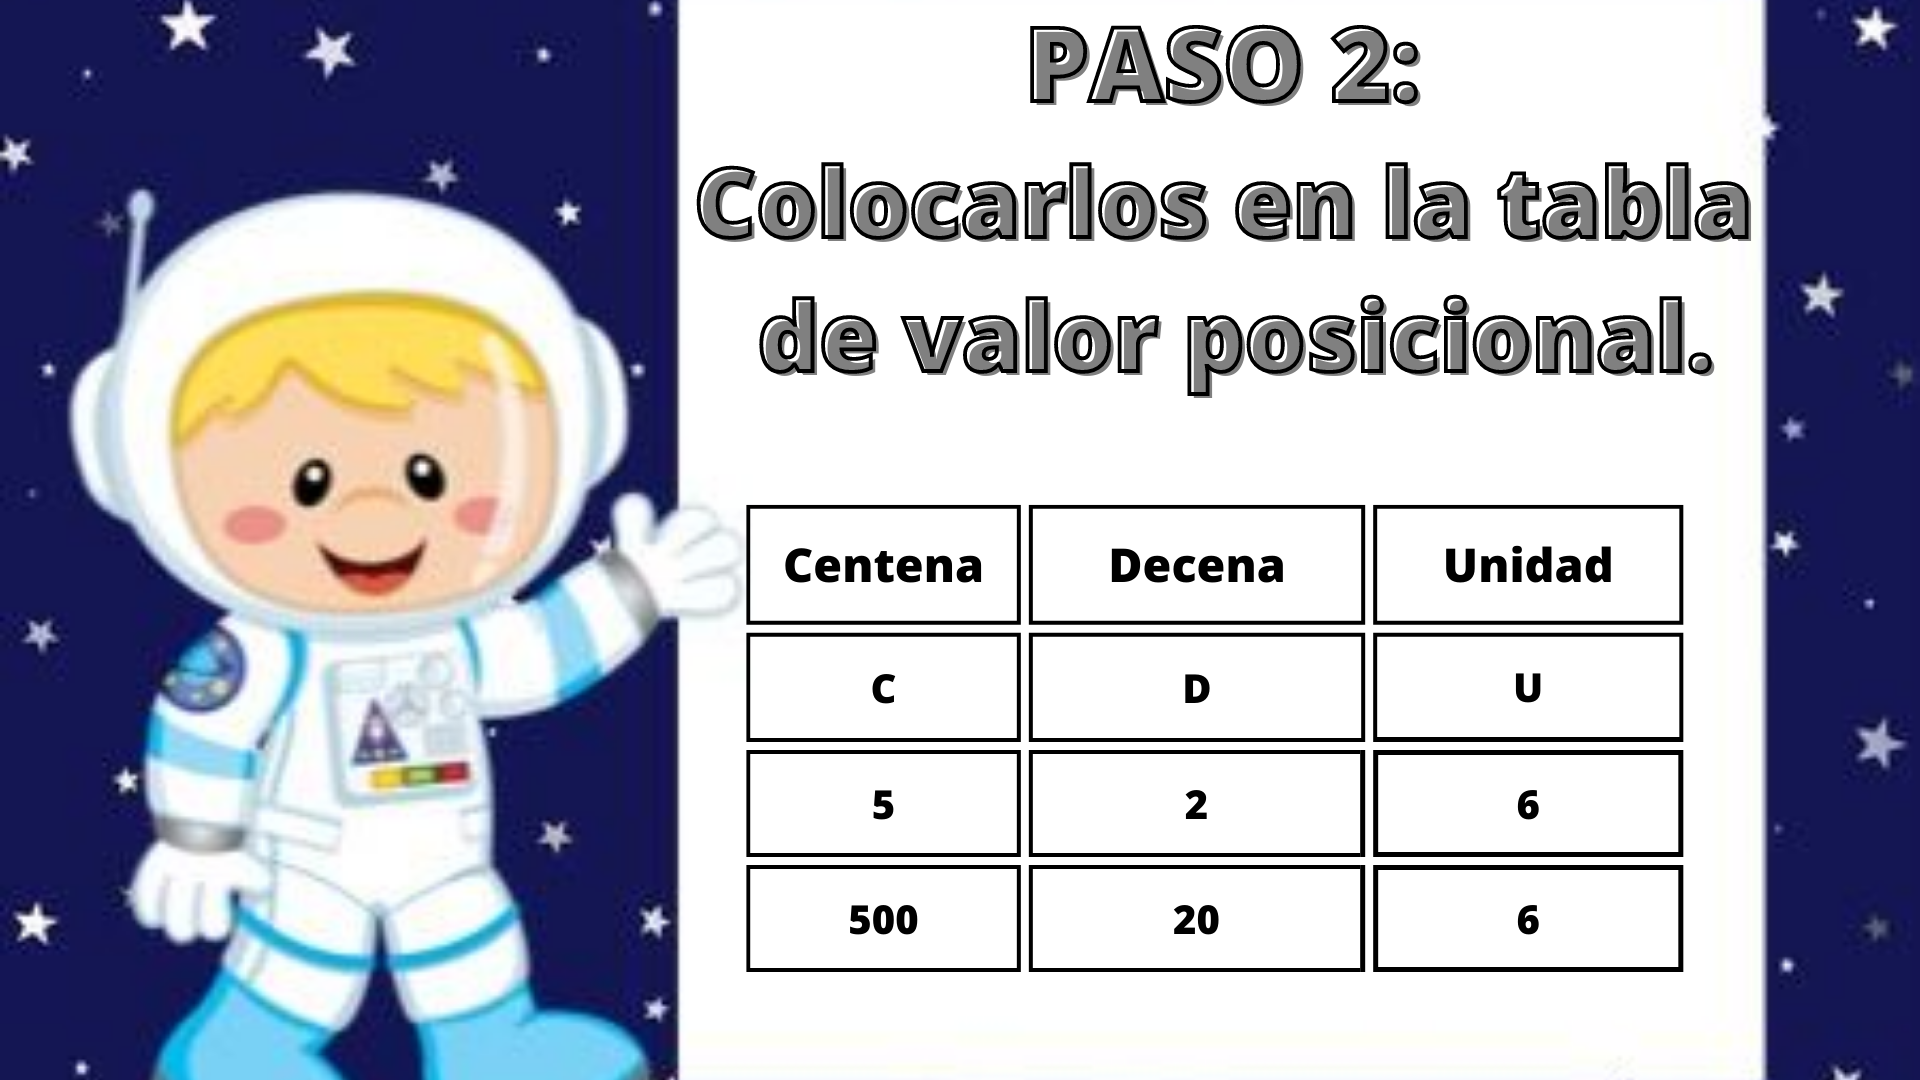 PASO 2:
Colocarlos en la tabla
de valor posicional.
Centena Decena Unidad
C D U
5 2 6
500 20 6